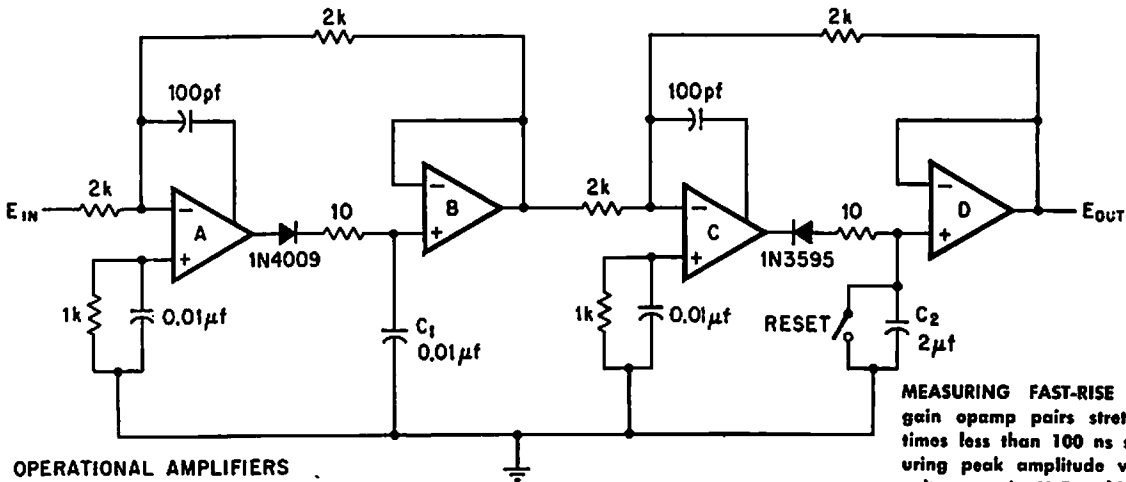 2k
2k
100pf
100pf
E IN
2k
A
1N4009
10
B
2k
C
1N3595
10
D
E OUT
1k
0.01µf
C1
0.01µf
1k
0.01µf
RESET
C2
2µf
OPERATIONAL AMPLIFIERS
MEASURING FAST-RISE
gain opamp pairs stret
times less than 100 ns
uring peak amplitude